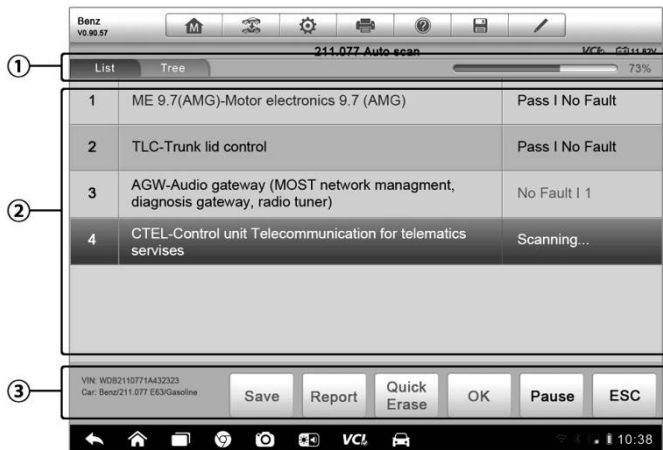 Benz
V0.90.57
M
211.077 Auto scan
VCI 11.82V
① List Tree 73%
②
1 ME 9.7(AMG)-Motor electronics 9.7 (AMG) Pass I No Fault
2 TLC-Trunk lid control Pass I No Fault
3 AGW-Audio gateway (MOST network managment,
diagnosis gateway, radio tuner) No Fault I 1
4 CTEL-Control unit Telecommunication for telematics
servises Scanning...
③
VIN: WDB2110771A432323
Car: Benz/211.077 E63/Gasoline
Save Report Quick
Erase OK Pause ESC
VCI 10:38